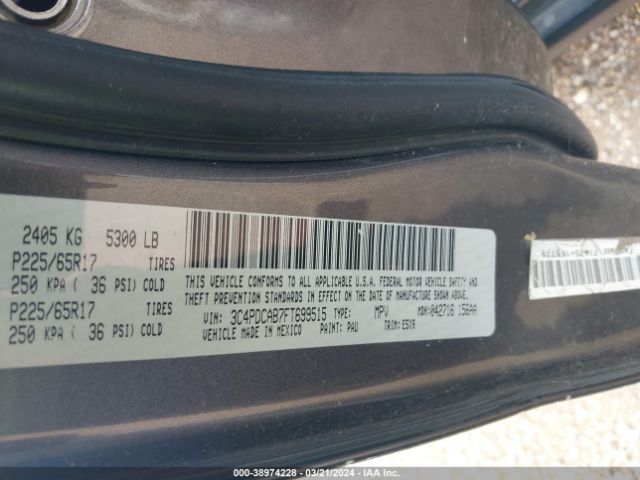 2405 KG 5300 LB
P225/65R17 TIRES
250 KPA ( 36 PSI) COLD
P225/65R17 TIRES
250 KPA ( 36 PSI) COLD
THIS VEHICLE CONFORMS TO ALL APPLICABLE U.S.A. FEDERAL MOTOR VEHICLE SAFETY AND
THEFT PREVENTION STANDARDS IN EFFECT ON THE DATE OF MANUFACTURE SHOWN ABOVE.
VIN: 3C4PDCAB7FT699515 TYPE: MPV MDH:042716 156AA
VEHICLE MADE IN MEXICO PAINT: PAU TRIM: E5X9
000-38974228 - 03/21/2024 - IAA Inc.